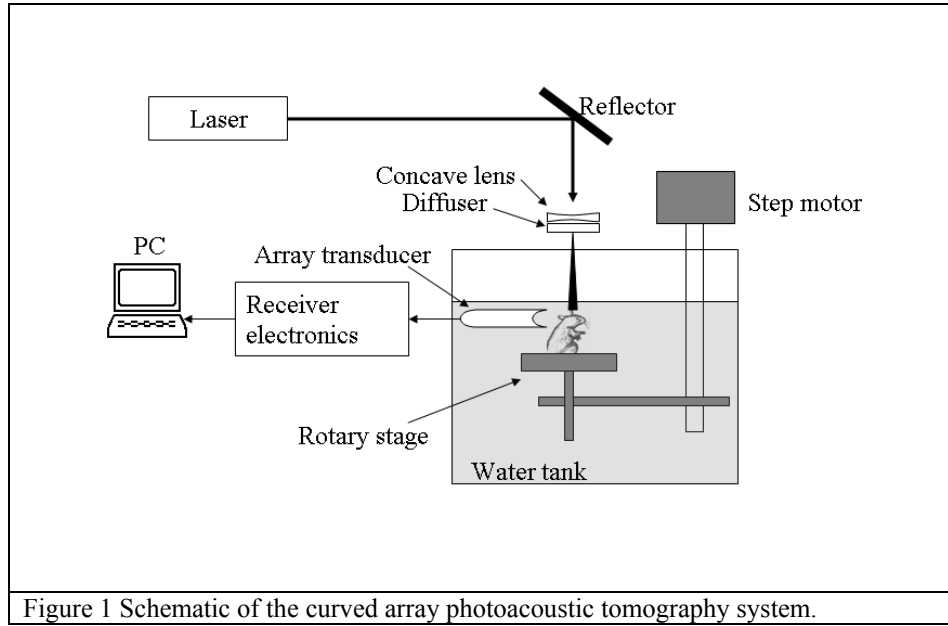 Reflector
Laser
Concave lens
Diffuser
Step motor
PC
Array transducer
Receiver
electronics
Rotary stage
Water tank
Figure 1 Schematic of the curved array photoacoustic tomography system.